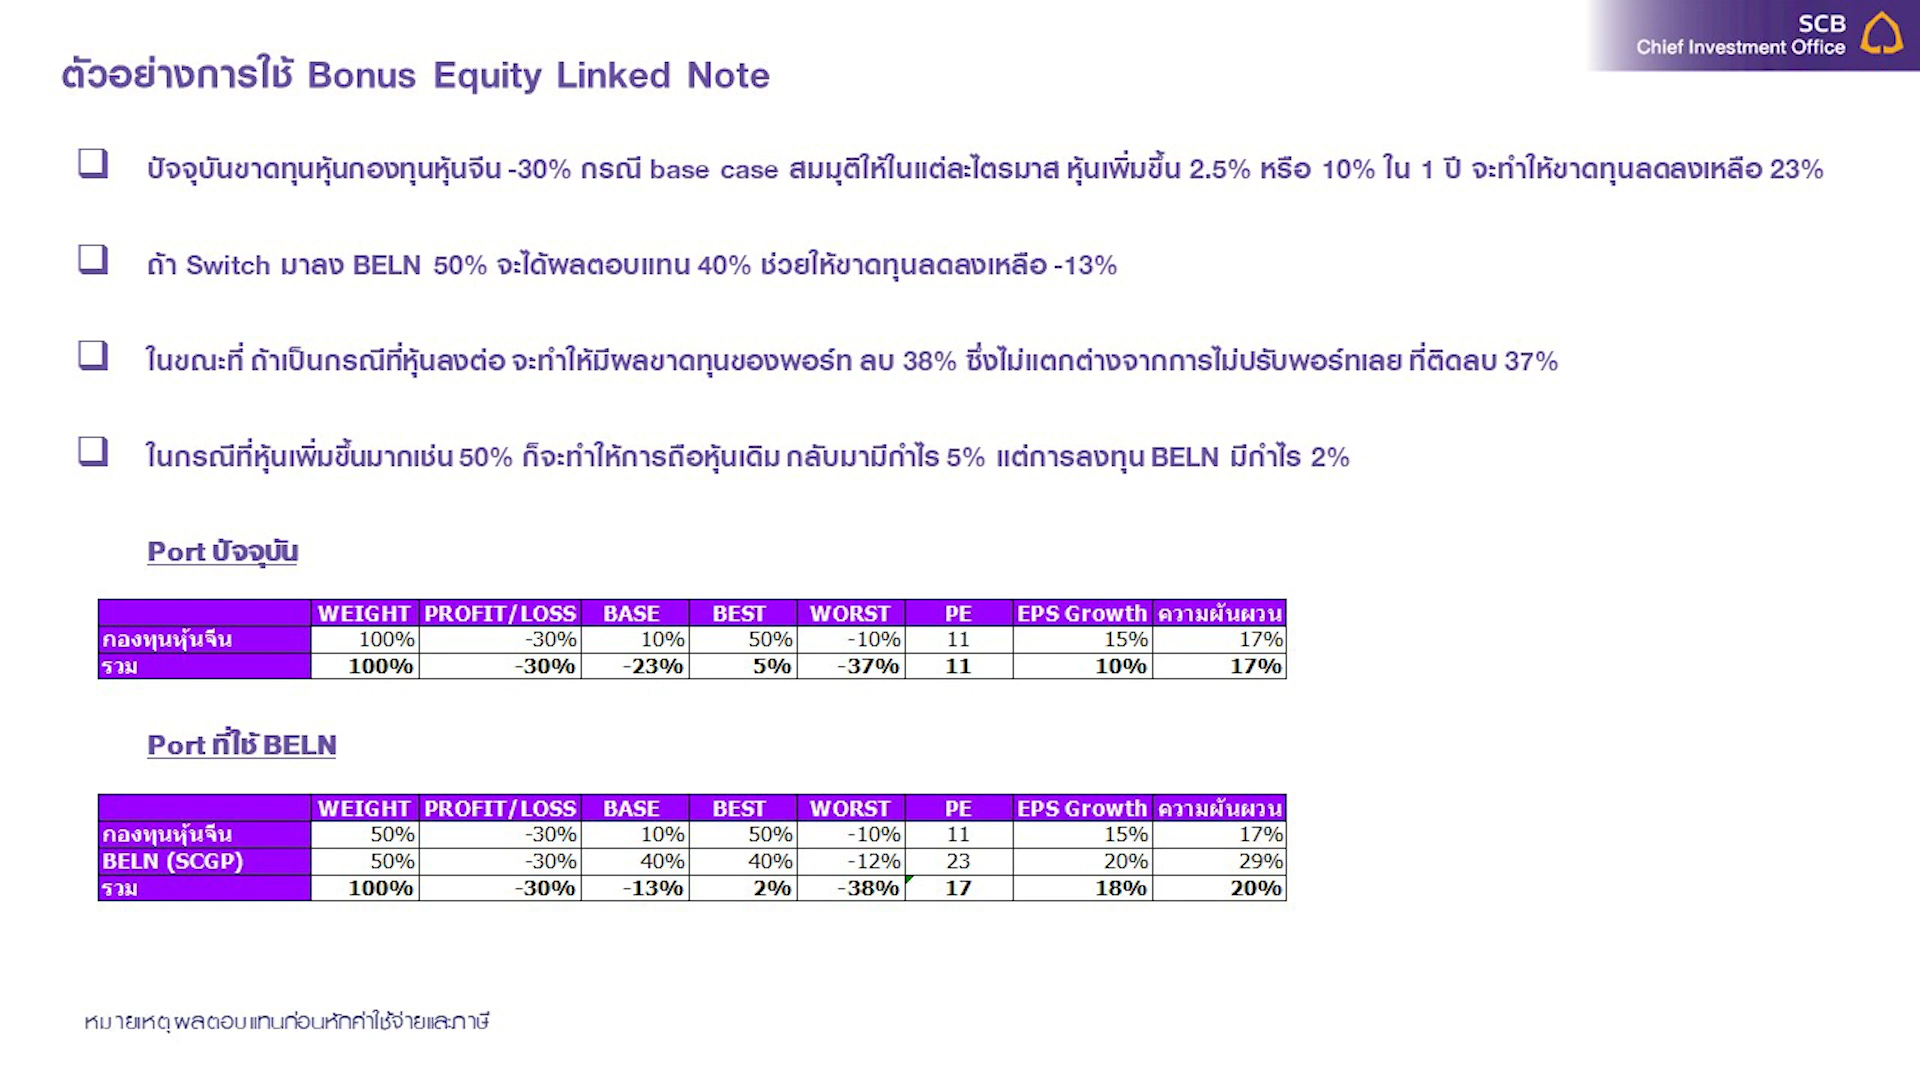 SCB
Chief Investment Office
ตัวอย่างการใช้ Bonus Equity Linked Note
ปัจจุบันขาดทุนหุ้นกองทุนหุ้นจีน -30% กรณี base case สมมุติให้ในแต่ละไตรมาส หุ้นเพิ่มขึ้น 2.5% หรือ 10% ใน 1 ปี จะทำให้ขาดทุนลดลงเหลือ 23%
ถ้า Switch มาลง BELN 50% จะได้ผลตอบแทน 40% ช่วยให้ขาดทุนลดลงเหลือ -13%
ในขณะที่ ถ้าเป็นกรณีที่หุ้นลงต่อ จะทำให้มีผลขาดทุนของพอร์ท ลบ 38% ซึ่งไม่แตกต่างจากการไม่ปรับพอร์ทเลย ที่ติดลบ 37%
ในกรณีที่หุ้นเพิ่มขึ้นมากเช่น 50% ก็จะทำให้การถือหุ้นเดิม กลับมามีกำไร 5% แต่การลงทุน BELN มีกำไร 2%
Port ปัจจุบัน
WEIGHT PROFIT/LOSS BASE BEST WORST PE EPS Growth ความผันผวน
กองทุนหุ้นจีน 100% -30% 10% 50% -10% 11 15% 17%
รวม 100% -30% -23% 5% -37% 11 10% 17%
Port ที่ใช้ BELN
WEIGHT PROFIT/LOSS BASE BEST WORST PE EPS Growth ความผันผวน
กองทุนหุ้นจีน 50% -30% 10% 50% -10% 11 15% 17%
BELN (SCGP) 50% -30% 40% 40% -12% 23 20% 29%
รวม 100% -30% -13% 2% -38% 17 18% 20%
หมายเหตุ ผลตอบแทนก่อนหักค่าใช้จ่ายและภาษี